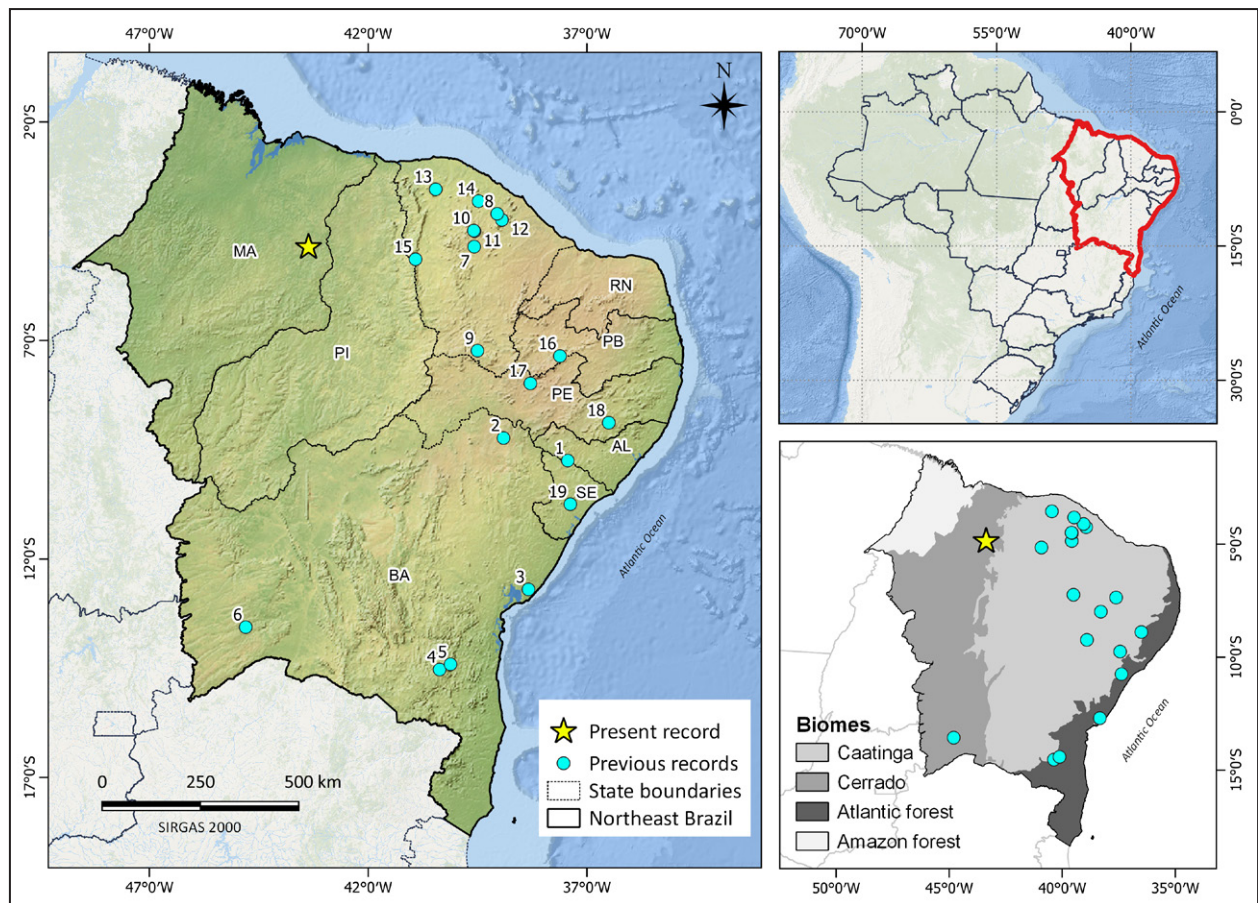 47°0'W 42°0'W 37°0'W
2°0'S
7°0'S
12°0'S
17°0'S
N
13
14
8
10
12
11
7
15
MA
RN
PI
9
16
PB
17
PE
18
2
AL
1
19
SE
Atlantic Ocean
BA
3
6
5
4
Present record
Previous records
State boundaries
Northeast Brazil
0 250 500 km
SIRGAS 2000
47°0'W 42°0'W 37°0'W
70°0'W 55°0'W 40°0'W
0°0'
15°0'S
Atlantic Ocean
30°0'S
5°0'S
10°0'S
Atlantic Ocean
15°0'S
Biomes
Caatinga
Cerrado
Atlantic forest
Amazon forest
50°0'W 45°0'W 40°0'W 35°0'W